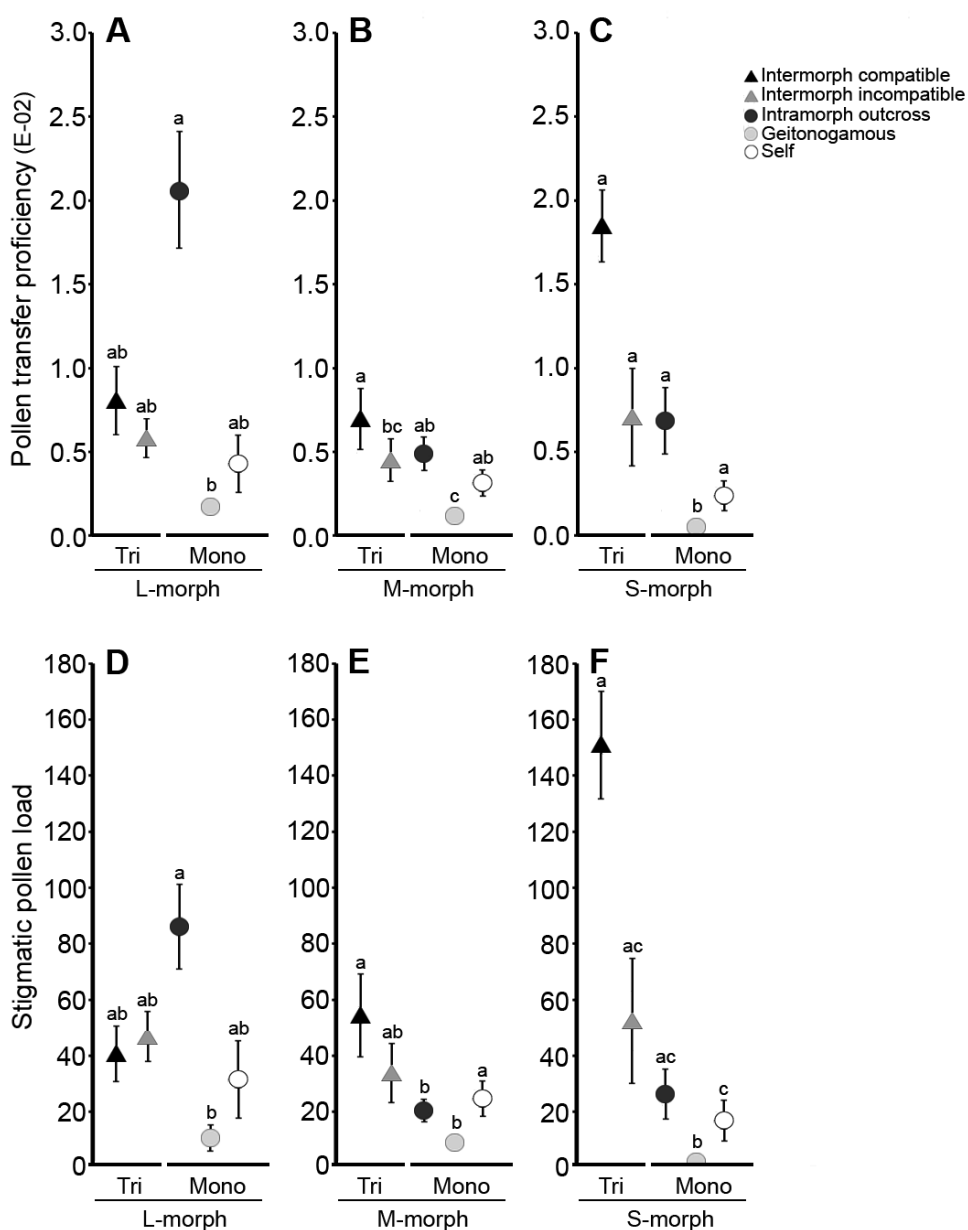 A
B
C
Pollen transfer proficiency (E-02)
3.0
2.5
2.0
1.5
1.0
0.5
0.0
a
ab
ab
b
ab
Tri Mono
L-morph
3.0
2.5
2.0
1.5
1.0
0.5
0.0
a
bc
ab
c
ab
Tri Mono
M-morph
3.0
2.5
2.0
1.5
1.0
0.5
0.0
a
a
a
b
a
Tri Mono
S-morph
Intermorph compatible
Intermorph incompatible
Intramorph outcross
Geitonogamous
Self
D
E
F
Stigmatic pollen load
180
160
140
120
100
80
60
40
20
0
a
ab
ab
b
ab
Tri Mono
L-morph
180
160
140
120
100
80
60
40
20
0
a
ab
b
b
a
Tri Mono
M-morph
180
160
140
120
100
80
60
40
20
0
a
ac
ac
b
c
Tri Mono
S-morph